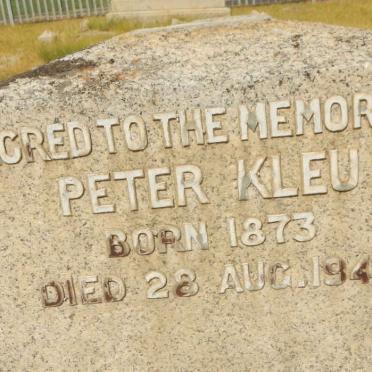 CRED TO THE MEMOR
PETER KLEU
BORN 1873
DIED 28 AUG. 194